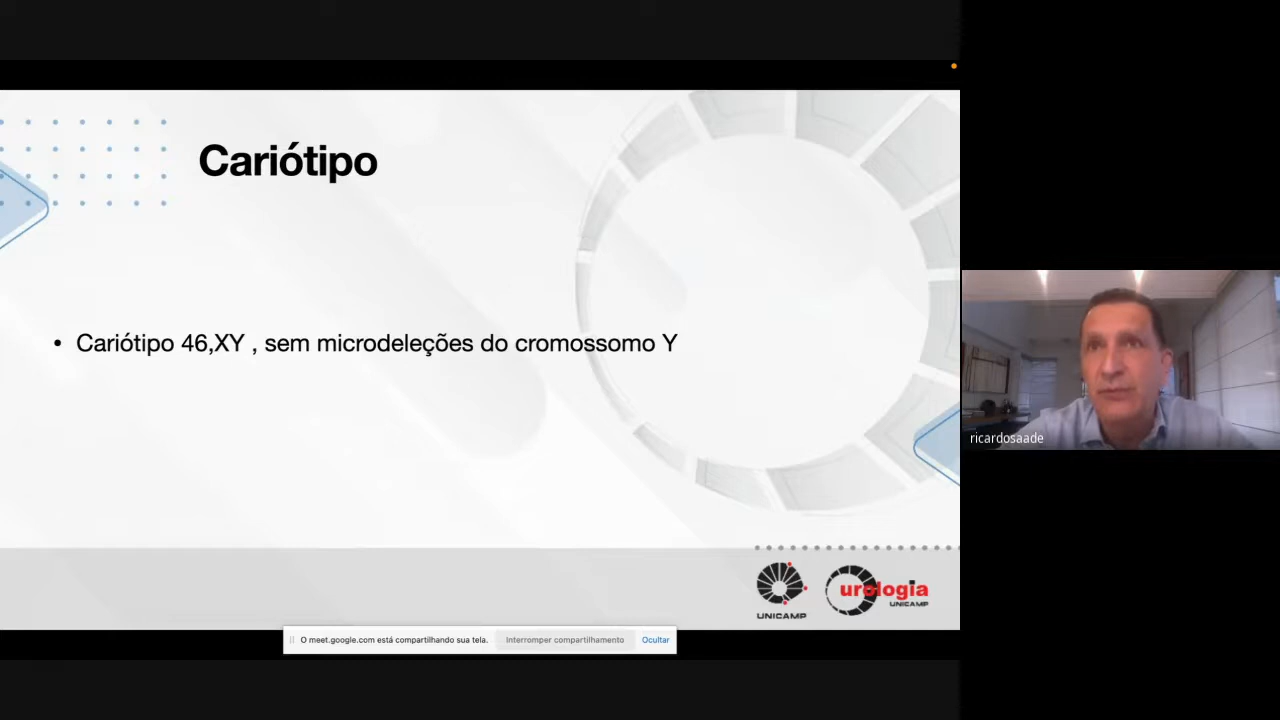 Cariótipo
• Cariótipo 46,XY , sem microdeleções do cromossomo Y
UNICAMP
urologia
UNICAMP
O meet.google.com está compartilhando sua tela. Interromper compartilhamento Ocultar
ricardosaade